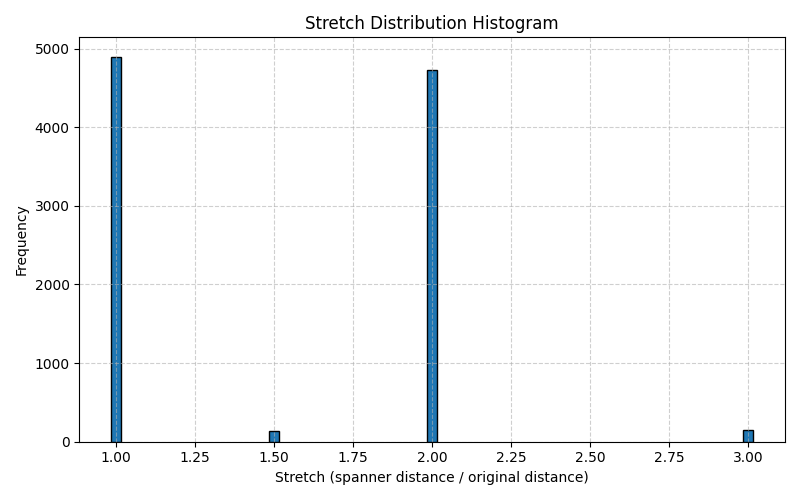 Stretch Distribution Histogram
5000
4000
3000
2000
1000
0
Frequency
1.00 1.25 1.50 1.75 2.00 2.25 2.50 2.75 3.00
Stretch (spanner distance / original distance)